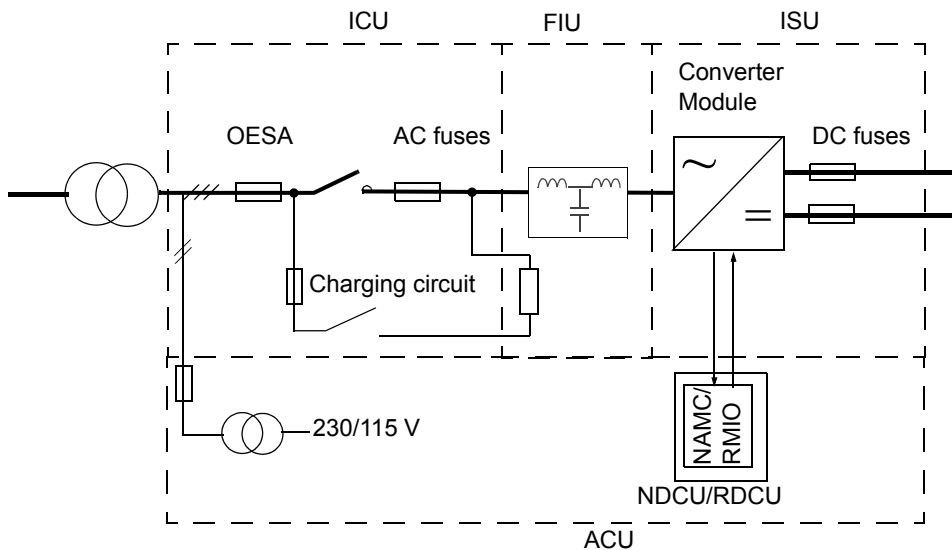 ICU
FIU
ISU
Converter
Module
OESA
AC fuses
DC fuses
Charging circuit
230/115 V
NAMC/
RMIO
NDCU/RDCU
ACU